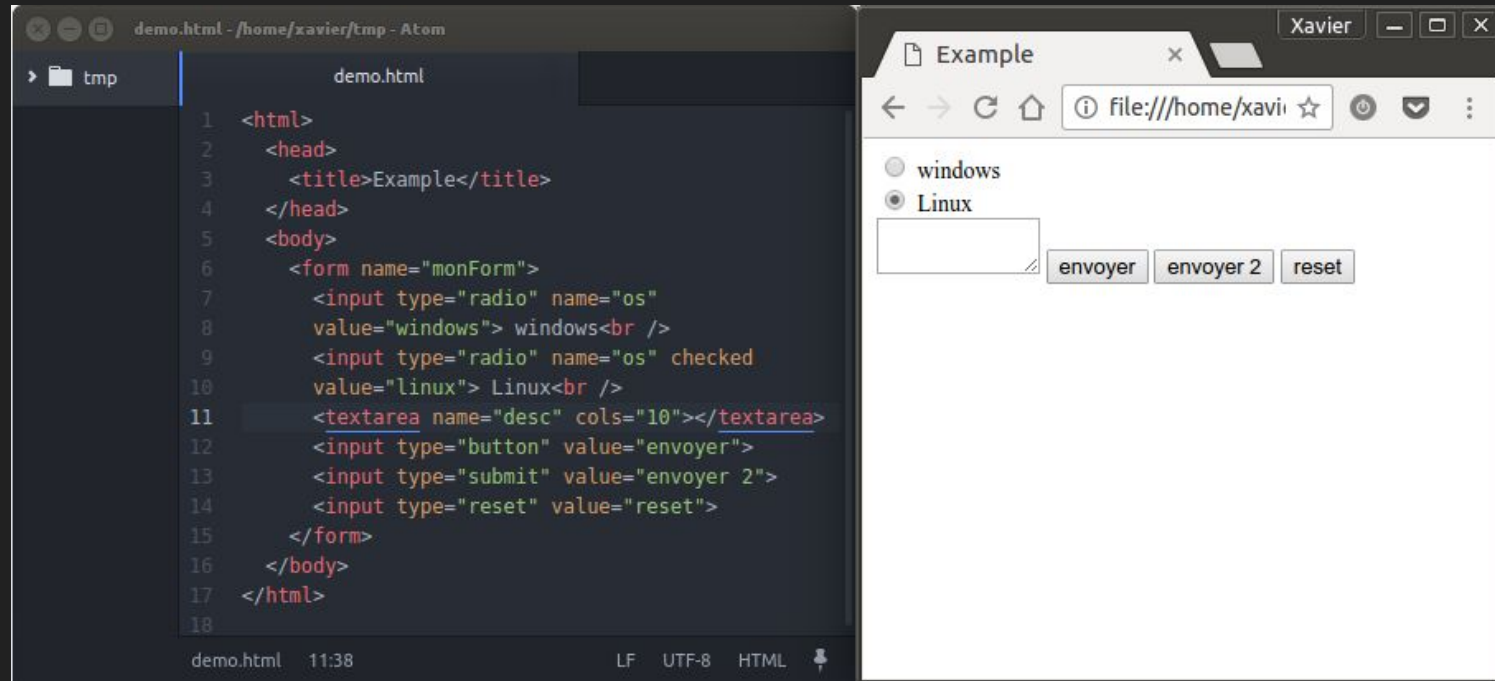 demo.html - /home/xavier/tmp - Atom
tmp
demo.html
1 <html>
2 <head>
3 <title>Example</title>
4 </head>
5 <body>
6 <form name="monForm">
7 <input type="radio" name="os"
8 value="windows"> windows<br />
9 <input type="radio" name="os" checked
10 value="linux"> Linux<br />
11 <textarea name="desc" cols="10"></textarea>
12 <input type="button" value="envoyer">
13 <input type="submit" value="envoyer 2">
14 <input type="reset" value="reset">
15 </form>
16 </body>
17 </html>
18
demo.html 11:38 LF UTF-8 HTML
Xavier
Example
file:///home/xavi
windows
Linux
envoyer envoyer 2 reset